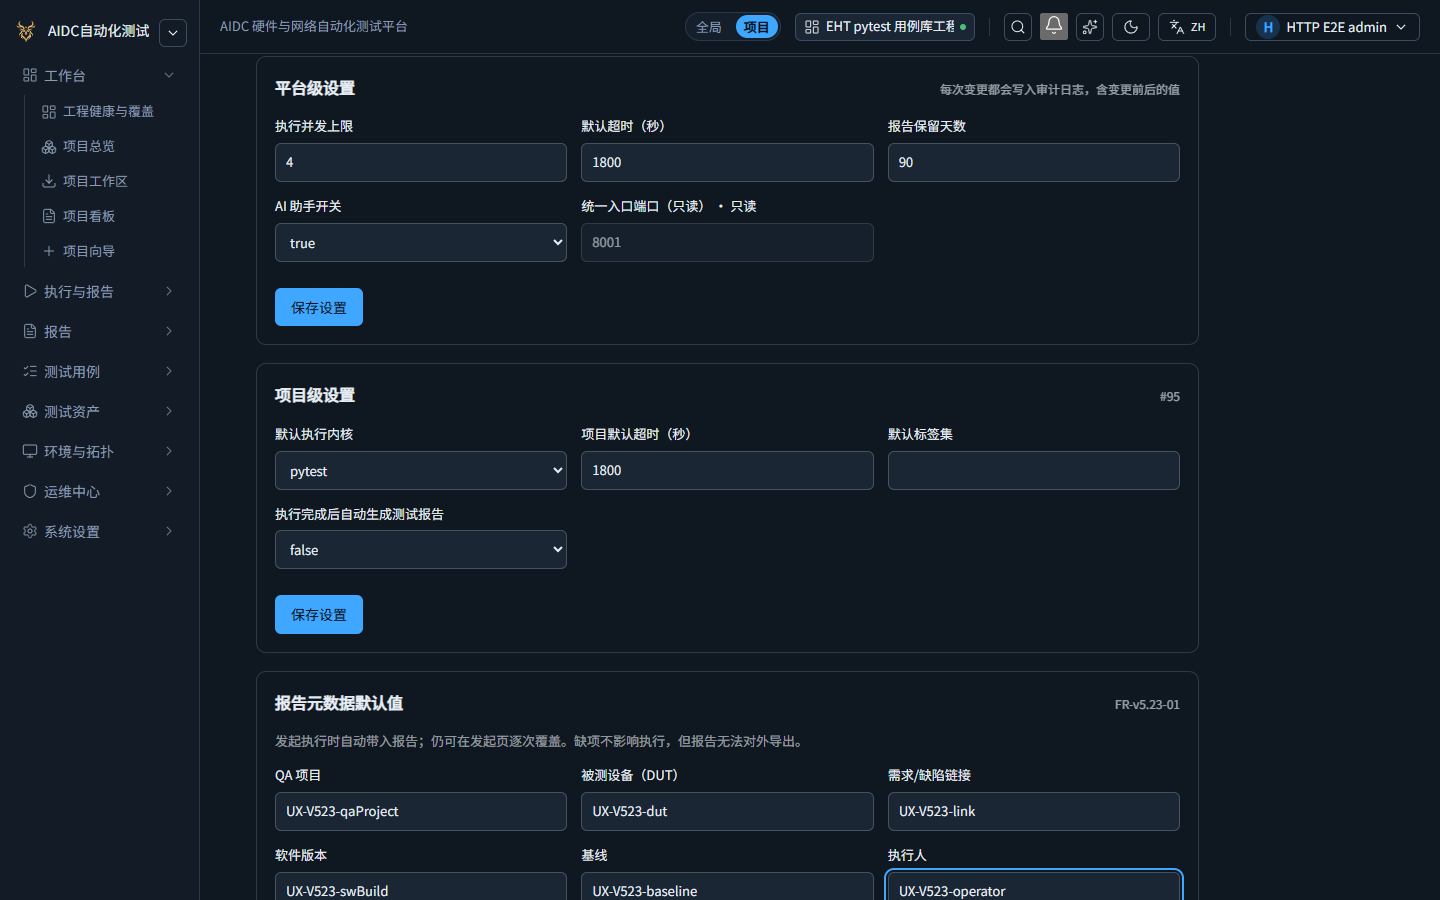 AIDC自动化测试
AIDC 硬件与网络自动化测试平台
全局
项目
EHT pytest 用例库工程
ZH
H
HTTP E2E admin
工作台
工程健康与覆盖
项目总览
项目工作区
项目看板
项目向导
执行与报告
报告
测试用例
测试资产
环境与拓扑
运维中心
系统设置
平台级设置
每次变更都会写入审计日志，含变更前后的值
执行并发上限
默认超时（秒）
报告保留天数
4
1800
90
AI 助手开关
统一入口端口（只读） • 只读
true
8001
保存设置
项目级设置
#95
默认执行内核
项目默认超时（秒）
默认标签集
pytest
1800
执行完成后自动生成测试报告
false
保存设置
报告元数据默认值
FR-v5.23-01
发起执行时自动带入报告；仍可在发起页逐次覆盖。缺项不影响执行，但报告无法对外导出。
QA 项目
被测设备（DUT）
需求/缺陷链接
UX-V523-qaProject
UX-V523-dut
UX-V523-link
软件版本
基线
执行人
UX-V523-swBuild
UX-V523-baseline
UX-V523-operator